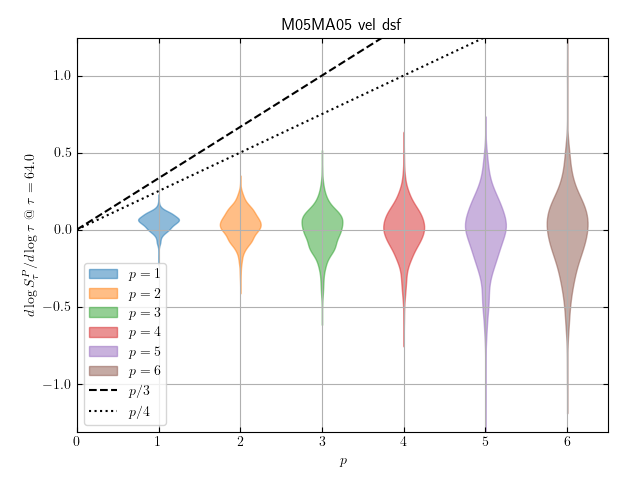 M05MA05 vel dsf
d log S_τ^P / d log τ @ τ = 64.0
1.0
0.5
0.0
−0.5
−1.0
p = 1
p = 2
p = 3
p = 4
p = 5
p = 6
p/3
p/4
0 1 2 3 4 5 6
p